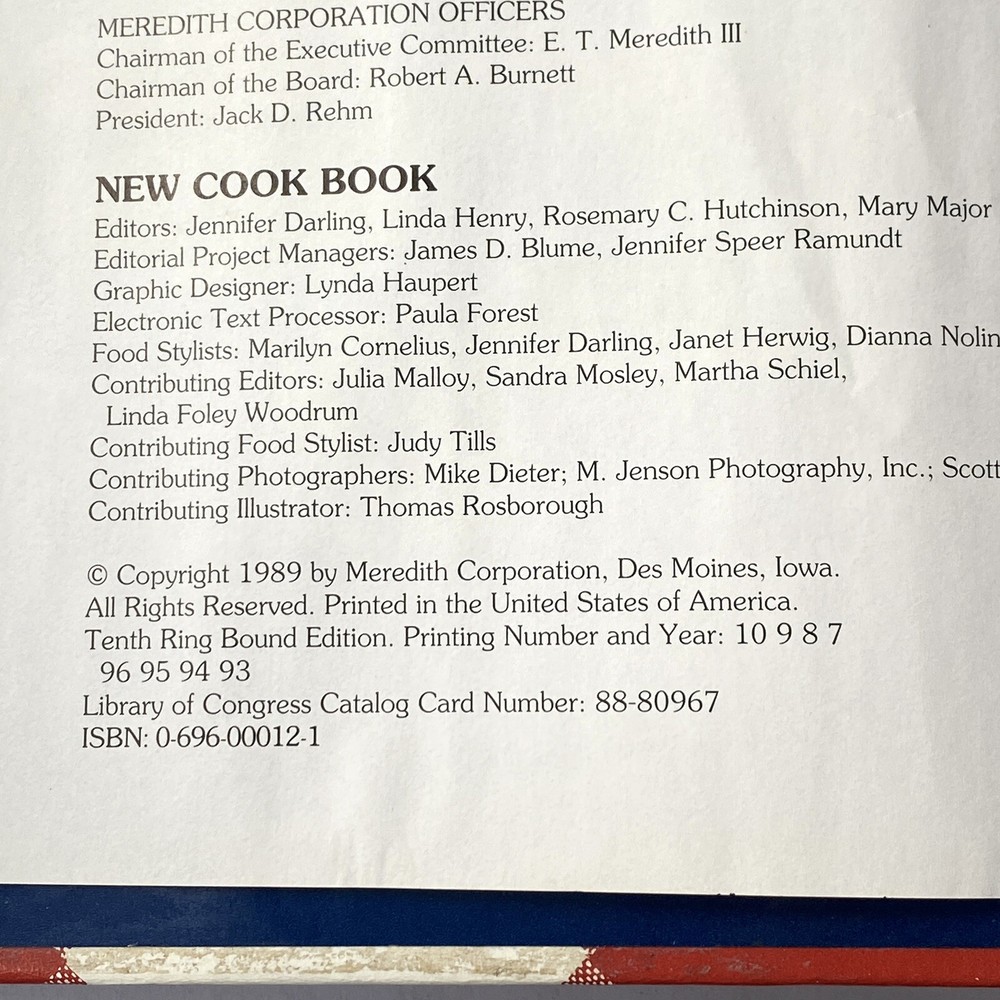 MEREDITH CORPORATION OFFICERS
Chairman of the Executive Committee: E. T. Meredith III
Chairman of the Board: Robert A. Burnett
President: Jack D. Rehm
NEW COOK BOOK
Editors: Jennifer Darling, Linda Henry, Rosemary C. Hutchinson, Mary Major
Editorial Project Managers: James D. Blume, Jennifer Speer Ramundt
Graphic Designer: Lynda Haupert
Electronic Text Processor: Paula Forest
Food Stylists: Marilyn Cornelius, Jennifer Darling, Janet Herwig, Dianna Nolin
Contributing Editors: Julia Malloy, Sandra Mosley, Martha Schiel,
Linda Foley Woodrum
Contributing Food Stylist: Judy Tills
Contributing Photographers: Mike Dieter; M. Jenson Photography, Inc.; Scott
Contributing Illustrator: Thomas Rosborough
© Copyright 1989 by Meredith Corporation, Des Moines, Iowa.
All Rights Reserved. Printed in the United States of America.
Tenth Ring Bound Edition. Printing Number and Year: 10 9 8 7
96 95 94 93
Library of Congress Catalog Card Number: 88-80967
ISBN: 0-696-00012-1